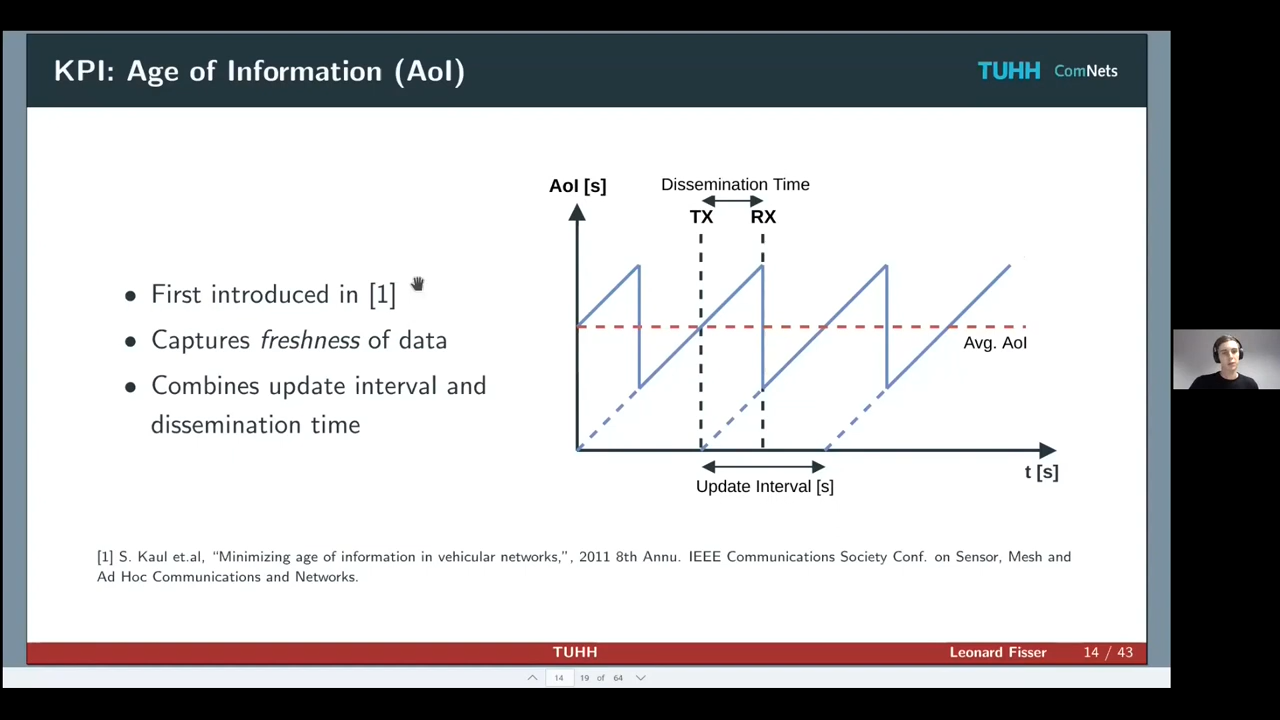 KPI: Age of Information (AoI)
TUHH ComNets
• First introduced in [1]
• Captures freshness of data
• Combines update interval and
dissemination time
AoI [s]
Dissemination Time
TX RX
Avg. AoI
t [s]
Update Interval [s]
[1] S. Kaul et.al, “Minimizing age of information in vehicular networks,”, 2011 8th Annu. IEEE Communications Society Conf. on Sensor, Mesh and
Ad Hoc Communications and Networks.
TUHH Leonard Fisser 14 / 43
14 19 of 64